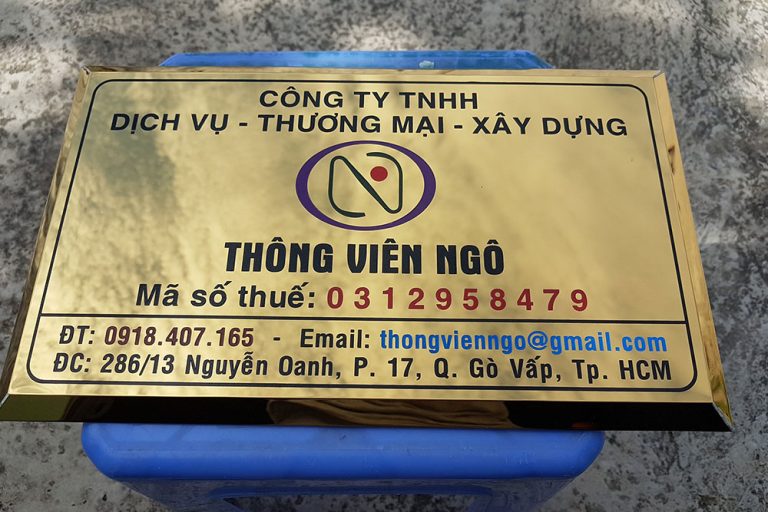 CÔNG TY TNHH
DỊCH VỤ - THƯƠNG MẠI - XÂY DỰNG
THÔNG VIÊN NGÔ
Mã số thuế: 0312958479
ĐT: 0918.407.165 - Email: thongvienngo@gmail.com
ĐC: 286/13 Nguyễn Oanh, P. 17, Q. Gò Vấp, Tp. HCM